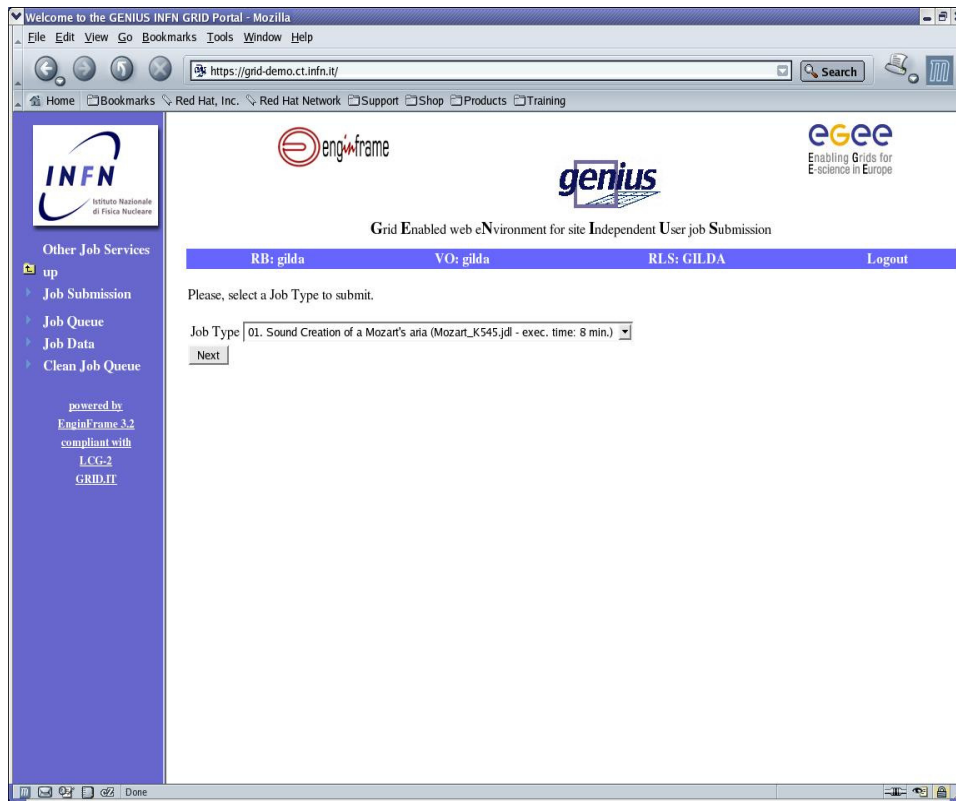 Welcome to the GENIUS INFN GRID Portal - Mozilla
File Edit View Go Bookmarks Tools Window Help
https://grid-demo.ct.infn.it/
Search
Home Bookmarks Red Hat, Inc. Red Hat Network Support Shop Products Training
INFN
Istituto Nazionale
di Fisica Nucleare
enginframe
genius
egee
Enabling Grids for
E-science in Europe
Grid Enabled web eNvironment for site Independent User job Submission
RB: gilda VO: gilda RLS: GILDA Logout
Other Job Services
up
Job Submission
Job Queue
Job Data
Clean Job Queue
powered by
EnginFrame 3.2
compliant with
LCG-2
GRID.IT
Please, select a Job Type to submit.
Job Type 01. Sound Creation of a Mozart's aria (Mozart_K545.jdl - exec. time: 8 min.)
Next
Done